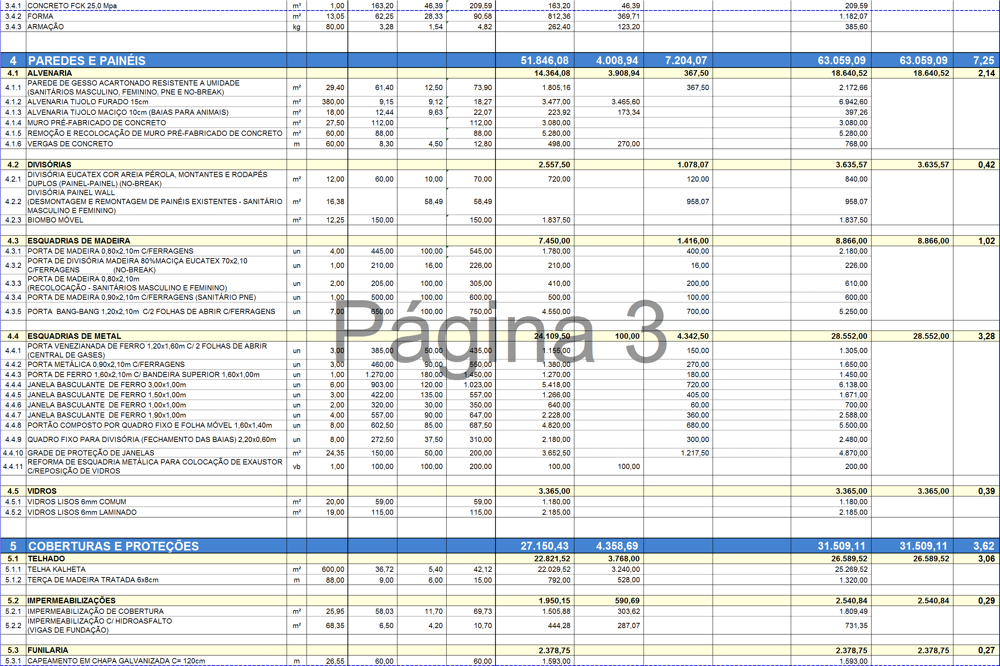 3.4.1 CONCRETO FCK 25,0 Mpa m³ 1,00 163,20 46,39 209,59 163,20 46,39 209,59
3.4.2 FORMA m² 13,05 62,25 28,33 90,58 812,36 369,71 1.182,07
3.4.3 ARMAÇÃO kg 80,00 3,28 1,54 4,82 262,40 123,20 385,60
4 PAREDES E PAINÉIS 51.846,08 4.008,94 7.204,07 63.059,09 63.059,09 7,25
4.1 ALVENARIA 14.364,08 3.908,94 367,50 18.640,52 18.640,52 2,14
PAREDE DE GESSO ACARTONADO RESISTENTE A UMIDADE
4.1.1 (SANITÁRIOS MASCULINO, FEMININO, PNE E NO-BREAK) m² 29,40 61,40 12,50 73,90 1.805,16 367,50 2.172,66
4.1.2 ALVENARIA TIJOLO FURADO 15cm m² 380,00 9,15 9,12 18,27 3.477,00 3.465,60 6.942,60
4.1.3 ALVENARIA TIJOLO MACIÇO 10cm (BAIAS PARA ANIMAIS) m² 18,00 12,44 9,63 22,07 223,92 173,34 397,26
4.1.4 MURO PRÉ-FABRICADO DE CONCRETO m² 27,50 112,00 112,00 3.080,00 3.080,00
4.1.5 REMOÇÃO E RECOLOCAÇÃO DE MURO PRÉ-FABRICADO DE CONCRETO m² 60,00 88,00 88,00 5.280,00 5.280,00
4.1.6 VERGAS DE CONCRETO m 60,00 8,30 4,50 12,80 498,00 270,00 768,00
4.2 DIVISÓRIAS 2.557,50 1.078,07 3.635,57 3.635,57 0,42
DIVISÓRIA EUCATEX COR AREIA PÉROLA, MONTANTES E RODAPÉS
4.2.1 DUPLOS (PAINEL-PAINEL) (NO-BREAK) m² 12,00 60,00 10,00 70,00 720,00 120,00 840,00
DIVISÓRIA PAINEL WALL
4.2.2 (DESMONTAGEM E REMONTAGEM DE PAINÉIS EXISTENTES - SANITÁRIO m² 16,38 58,49 58,49 958,07 958,07
MASCULINO E FEMININO)
4.2.3 BIOMBO MÓVEL m² 12,25 150,00 150,00 1.837,50 1.837,50
4.3 ESQUADRIAS DE MADEIRA 7.450,00 1.416,00 8.866,00 8.866,00 1,02
4.3.1 PORTA DE MADEIRA 0,80x2,10m C/FERRAGENS un 4,00 445,00 100,00 545,00 1.780,00 400,00 2.180,00
PORTA DE DIVISÓRIA MADEIRA 80%MACIÇA EUCATEX 70x2,10
4.3.2 C/FERRAGENS (NO-BREAK) un 1,00 210,00 16,00 226,00 210,00 16,00 226,00
PORTA DE MADEIRA 0,80x2,10m
4.3.3 (RECOLOCAÇÃO - SANITÁRIOS MASCULINO E FEMININO) un 2,00 205,00 100,00 305,00 410,00 200,00 610,00
4.3.4 PORTA DE MADEIRA 0,90x2,10m C/FERRAGENS (SANITÁRIO PNE) un 1,00 500,00 100,00 600,00 500,00 100,00 600,00
4.3.5 PORTA BANG-BANG 1,20x2,10m C/2 FOLHAS DE ABRIR C/FERRAGENS un 7,00 650,00 100,00 750,00 4.550,00 700,00 5.250,00
Página 3
4.4 ESQUADRIAS DE METAL 24.109,50 100,00 4.342,50 28.552,00 28.552,00 3,28
PORTA VENEZIANADA DE FERRO 1,20x1,60m C/ 2 FOLHAS DE ABRIR
4.4.1 (CENTRAL DE GASES) un 3,00 385,00 50,00 435,00 1.155,00 150,00 1.305,00
4.4.2 PORTA METÁLICA 0,90x2,10m C/FERRAGENS un 3,00 460,00 90,00 550,00 1.380,00 270,00 1.650,00
4.4.3 PORTA DE FERRO 1,60x2,10m C/ BANDEIRA SUPERIOR 1,60x1,00m un 1,00 1.270,00 180,00 1.450,00 1.270,00 180,00 1.450,00
4.4.4 JANELA BASCULANTE DE FERRO 3,00x1,00m un 6,00 903,00 120,00 1.023,00 5.418,00 720,00 6.138,00
4.4.5 JANELA BASCULANTE DE FERRO 1,50x1,00m un 3,00 422,00 135,00 557,00 1.266,00 405,00 1.671,00
4.4.6 JANELA BASCULANTE DE FERRO 1,00x1,00m un 2,00 320,00 30,00 350,00 640,00 60,00 700,00
4.4.7 JANELA BASCULANTE DE FERRO 1,90x1,00m un 4,00 557,00 90,00 647,00 2.228,00 360,00 2.588,00
4.4.8 PORTÃO COMPOSTO POR QUADRO FIXO E FOLHA MÓVEL 1,60x1,40m un 8,00 602,50 85,00 687,50 4.820,00 680,00 5.500,00
4.4.9 QUADRO FIXO PARA DIVISÓRIA (FECHAMENTO DAS BAIAS) 2,20x0,60m un 8,00 272,50 37,50 310,00 2.180,00 300,00 2.480,00
4.4.10 GRADE DE PROTEÇÃO DE JANELAS m² 24,35 150,00 50,00 200,00 3.652,50 1.217,50 4.870,00
REFORMA DE ESQUADRIA METÁLICA PARA COLOCAÇÃO DE EXAUSTOR
4.4.11 C/REPOSIÇÃO DE VIDROS vb 1,00 100,00 100,00 200,00 100,00 100,00 200,00
4.5 VIDROS 3.365,00 3.365,00 3.365,00 0,39
4.5.1 VIDROS LISOS 6mm COMUM m² 20,00 59,00 59,00 1.180,00 1.180,00
4.5.2 VIDROS LISOS 6mm LAMINADO m² 19,00 115,00 115,00 2.185,00 2.185,00
5 COBERTURAS E PROTEÇÕES 27.150,43 4.358,69 31.509,11 31.509,11 3,62
5.1 TELHADO 22.821,52 3.768,00 26.589,52 26.589,52 3,06
5.1.1 TELHA KALHETA m² 600,00 36,72 5,40 42,12 22.029,52 3.240,00 25.269,52
5.1.2 TERÇA DE MADEIRA TRATADA 6x8cm m 88,00 9,00 6,00 15,00 792,00 528,00 1.320,00
5.2 IMPERMEABILIZAÇÕES 1.950,15 590,69 2.540,84 2.540,84 0,29
5.2.1 IMPERMEABILIZAÇÃO DE COBERTURA m² 25,95 58,03 11,70 69,73 1.505,88 303,62 1.809,49
IMPERMEABILIZAÇÃO C/ HIDROASFALTO
5.2.2 (VIGAS DE FUNDAÇÃO) m² 68,35 6,50 4,20 10,70 444,28 287,07 731,35
5.3 FUNILARIA 2.378,75 2.378,75 2.378,75 0,27
5.3.1 CAPEAMENTO EM CHAPA GALVANIZADA C= 120cm m 26,55 60,00 60,00 1.593,00 1.593,00